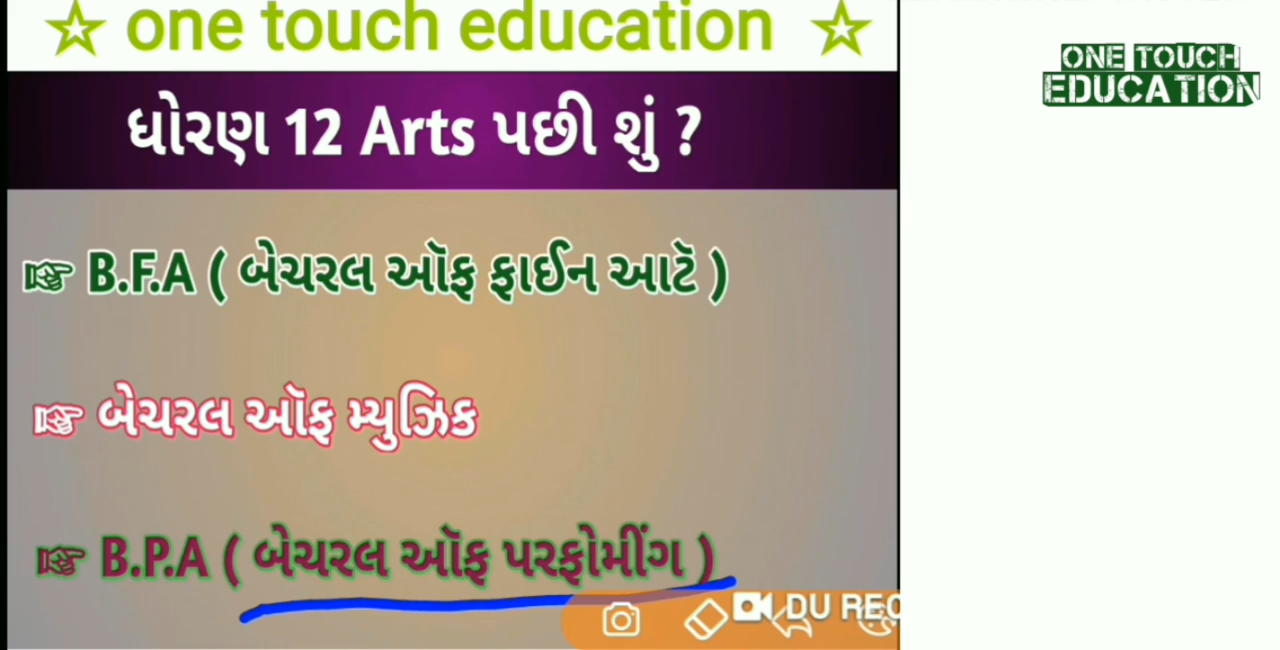 ☆ one touch education ☆
ONE TOUCH
EDUCATION
ધોરણ 12 Arts પછી શું ?
☞ B.F.A ( બેચરલ ઑફ ફાઈન આટૅ )
☞ બેચરલ ઑફ મ્યુઝિક
☞ B.P.A ( બેચરલ ઑફ પરફોમીંગ )
DU REC